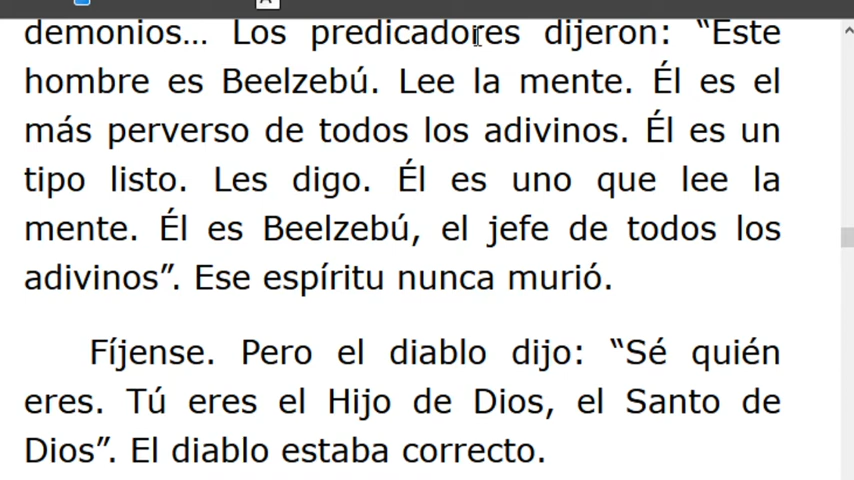 demonios… Los predicadores dijeron: “Este
hombre es Beelzebú. Lee la mente. Él es el
más perverso de todos los adivinos. Él es un
tipo listo. Les digo. Él es uno que lee la
mente. Él es Beelzebú, el jefe de todos los
adivinos”. Ese espíritu nunca murió.
Fíjense. Pero el diablo dijo: “Sé quién
eres. Tú eres el Hijo de Dios, el Santo de
Dios”. El diablo estaba correcto.